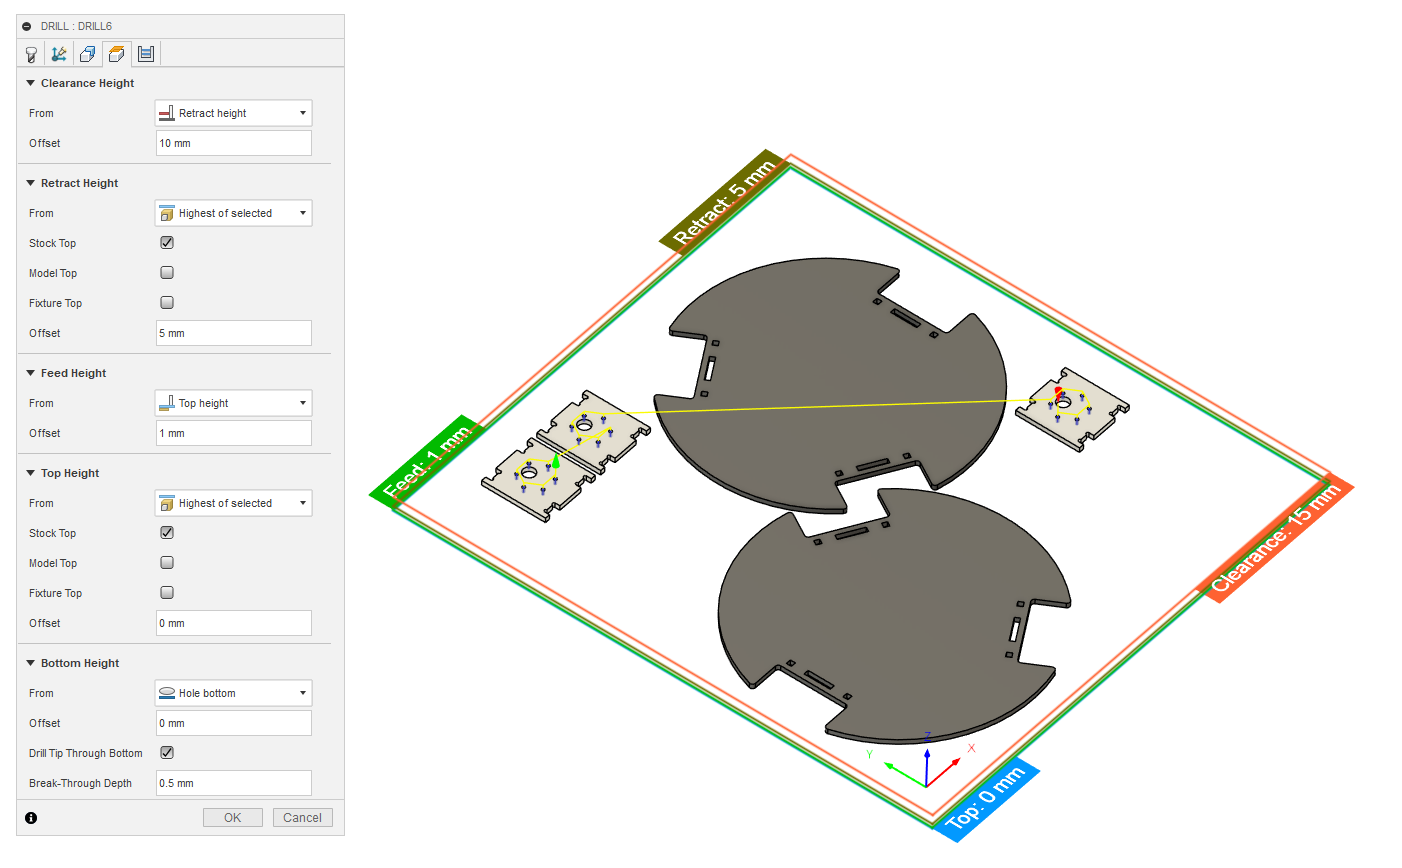 DRILL : DRILL6
Clearance Height
From Retract height
Offset 10 mm
Retract Height
From Highest of selected
Stock Top
Model Top
Fixture Top
Offset 5 mm
Feed Height
From Top height
Offset 1 mm
Top Height
From Highest of selected
Stock Top
Model Top
Fixture Top
Offset 0 mm
Bottom Height
From Hole bottom
Offset 0 mm
Drill Tip Through Bottom
Break-Through Depth 0.5 mm
OK Cancel
Retract: 5 mm
Feed: 1 mm
Clearance: 15 mm
Top: 0 mm
Z
X
Y